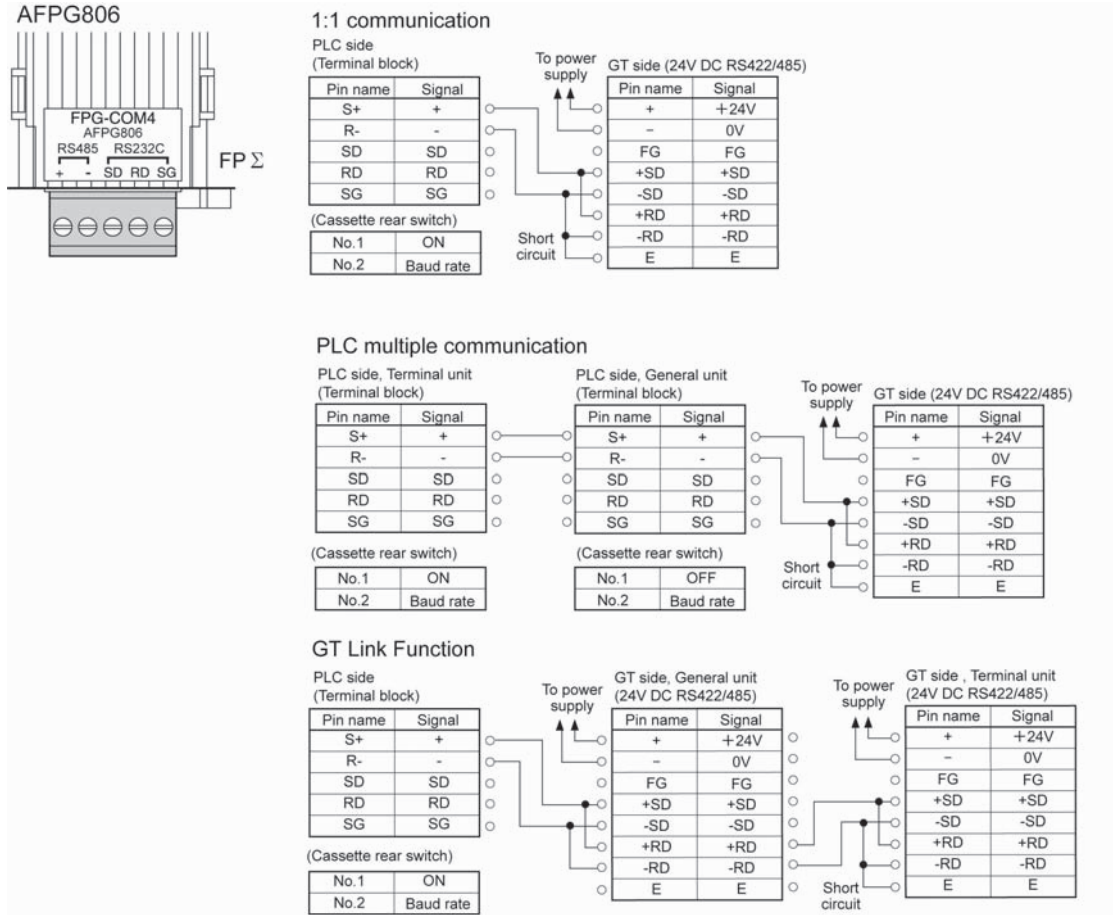 AFPG806
FPG-COM4
AFPG806
RS485 RS232C
+ - SD RD SG
FPΣ
1:1 communication
PLC side
(Terminal block)
Pin name Signal
S+ +
R- -
SD SD
RD RD
SG SG
(Cassette rear switch)
No.1 ON
No.2 Baud rate
To power
supply
Short
circuit
GT side (24V DC RS422/485)
Pin name Signal
+ +24V
− 0V
FG FG
+SD +SD
-SD -SD
+RD +RD
-RD -RD
E E
PLC multiple communication
PLC side, Terminal unit
(Terminal block)
Pin name Signal
S+ +
R- -
SD SD
RD RD
SG SG
(Cassette rear switch)
No.1 ON
No.2 Baud rate
PLC side, General unit
(Terminal block)
Pin name Signal
S+ +
R- -
SD SD
RD RD
SG SG
(Cassette rear switch)
No.1 OFF
No.2 Baud rate
To power
supply
Short
circuit
GT side (24V DC RS422/485)
Pin name Signal
+ +24V
− 0V
FG FG
+SD +SD
-SD -SD
+RD +RD
-RD -RD
E E
GT Link Function
PLC side
(Terminal block)
Pin name Signal
S+ +
R- -
SD SD
RD RD
SG SG
(Cassette rear switch)
No.1 ON
No.2 Baud rate
To power
supply
GT side, General unit
(24V DC RS422/485)
Pin name Signal
+ +24V
− 0V
FG FG
+SD +SD
-SD -SD
+RD +RD
-RD -RD
E E
To power
supply
Short
circuit
GT side , Terminal unit
(24V DC RS422/485)
Pin name Signal
+ +24V
− 0V
FG FG
+SD +SD
-SD -SD
+RD +RD
-RD -RD
E E